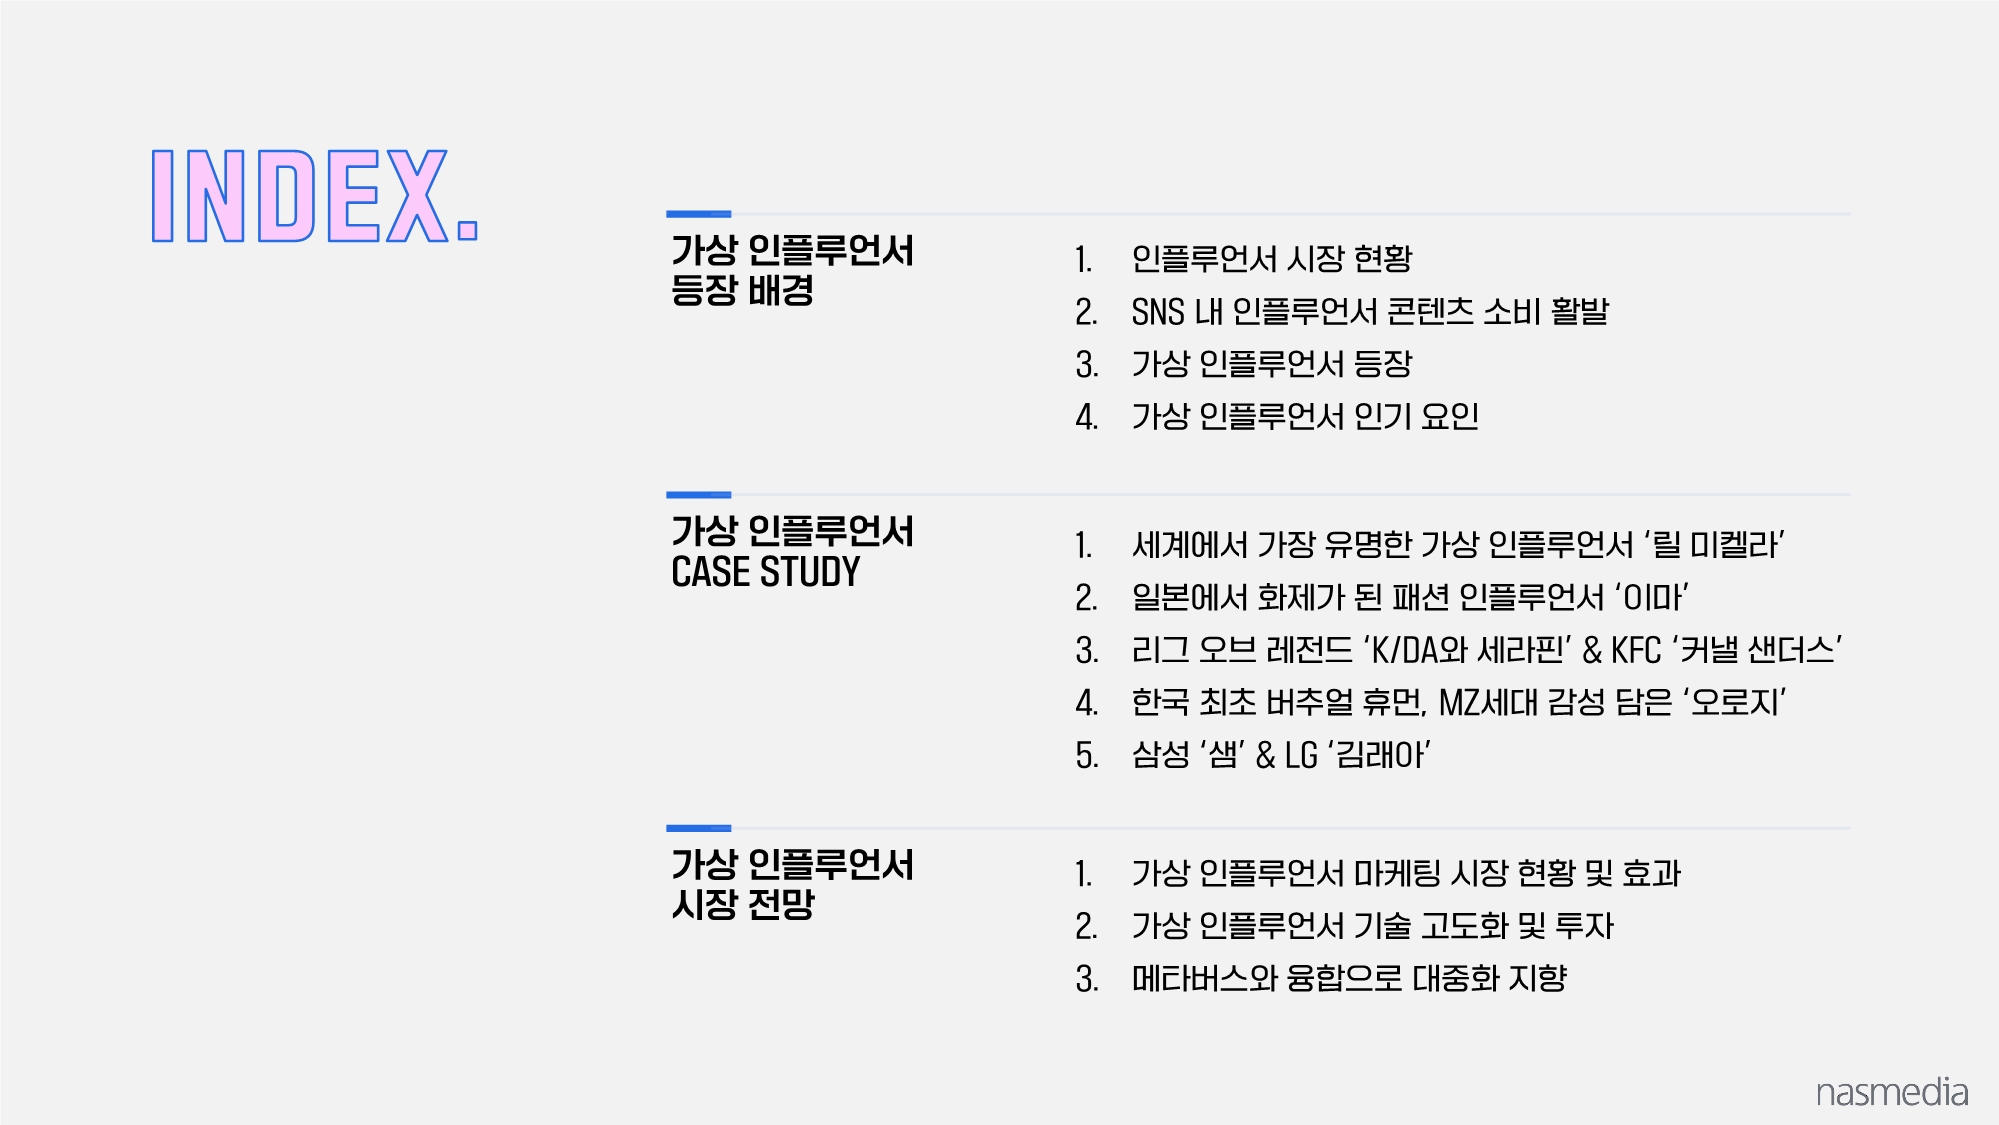 INDEX.
가상 인플루언서
등장 배경
1. 인플루언서 시장 현황
2. SNS 내 인플루언서 콘텐츠 소비 활발
3. 가상 인플루언서 등장
4. 가상 인플루언서 인기 요인
가상 인플루언서
CASE STUDY
1. 세계에서 가장 유명한 가상 인플루언서 ‘릴 미켈라’
2. 일본에서 화제가 된 패션 인플루언서 ‘이마’
3. 리그 오브 레전드 ‘K/DA와 세라핀’ & KFC ‘커낼 샌더스’
4. 한국 최초 버추얼 휴먼, MZ세대 감성 담은 ‘오로지’
5. 삼성 ‘샘’ & LG ‘김래아’
가상 인플루언서
시장 전망
1. 가상 인플루언서 마케팅 시장 현황 및 효과
2. 가상 인플루언서 기술 고도화 및 투자
3. 메타버스와 융합으로 대중화 지향
nasmedia